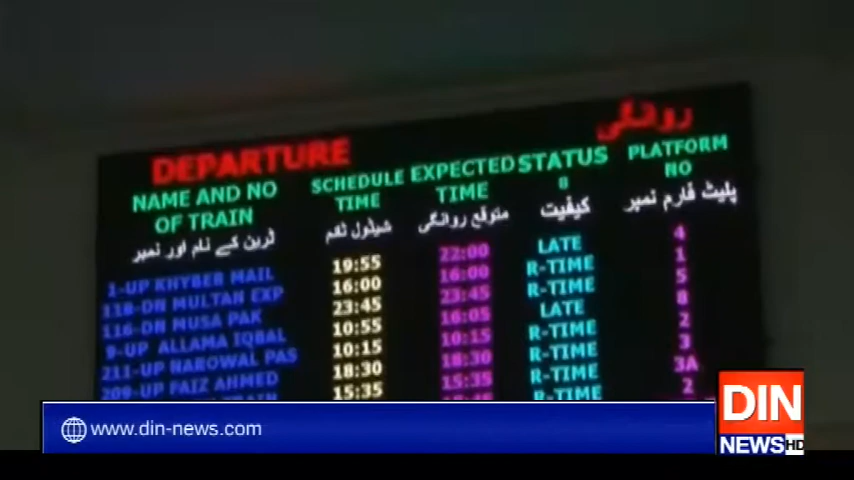 DEPARTURE روانگی
NAME AND NO OF TRAIN SCHEDULE TIME EXPECTED TIME STATUS PLATFORM NO
ٹرین کے نام اور نمبر شیڈول ٹائم متوقع روانگی کیفیت پلیٹ فارم نمبر
1-UP KHYBER MAIL 19:55 22:00 LATE 4
118-DN MULTAN EXP 16:00 16:00 R-TIME 1
116-DN MUSA PAK 23:45 23:45 R-TIME 5
9-UP ALLAMA IQBAL 10:55 16:05 LATE 8
211-UP NAROWAL PAS 10:15 10:15 R-TIME 2
209-UP FAIZ AHMED 18:30 18:30 R-TIME 3
15:35 15:35 R-TIME 3A
R-TIME 2
www.din-news.com
DIN
NEWS HD